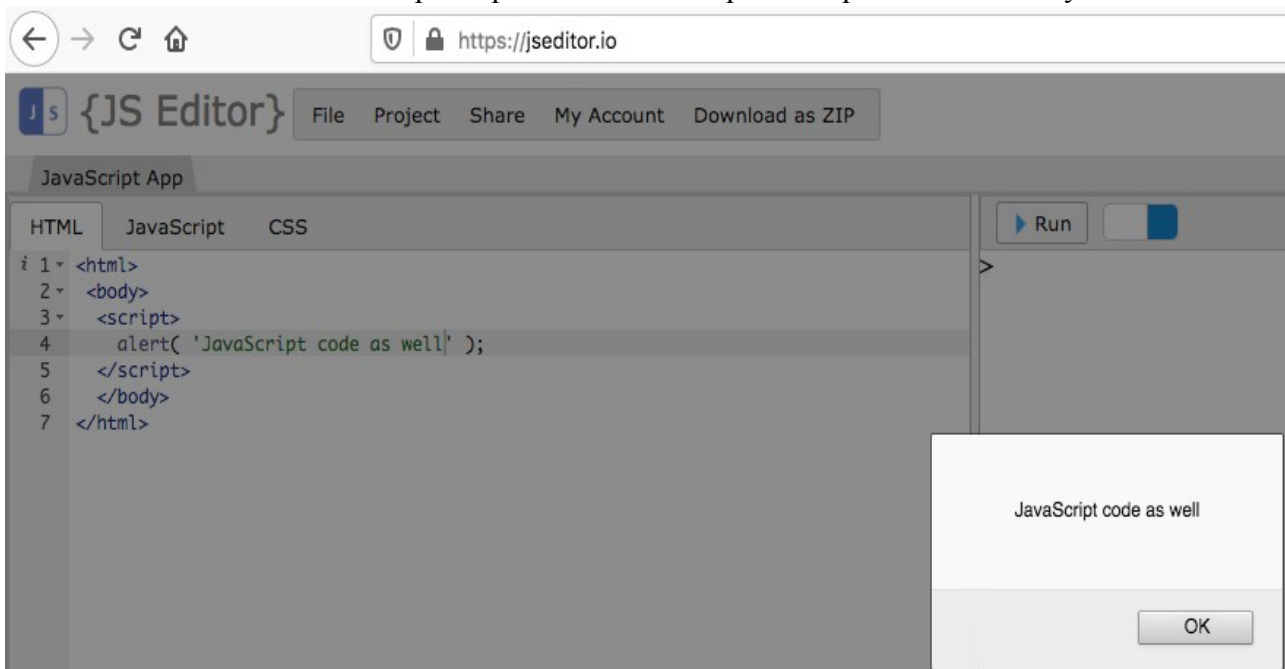 https://jseditor.io
JS {JS Editor} File Project Share My Account Download as ZIP
JavaScript App
HTML JavaScript CSS
Run
i 1 <html>
>
2 <body>
3 <script>
4 alert( 'JavaScript code as well' );
5 </script>
6 </body>
7 </html>
JavaScript code as well
OK